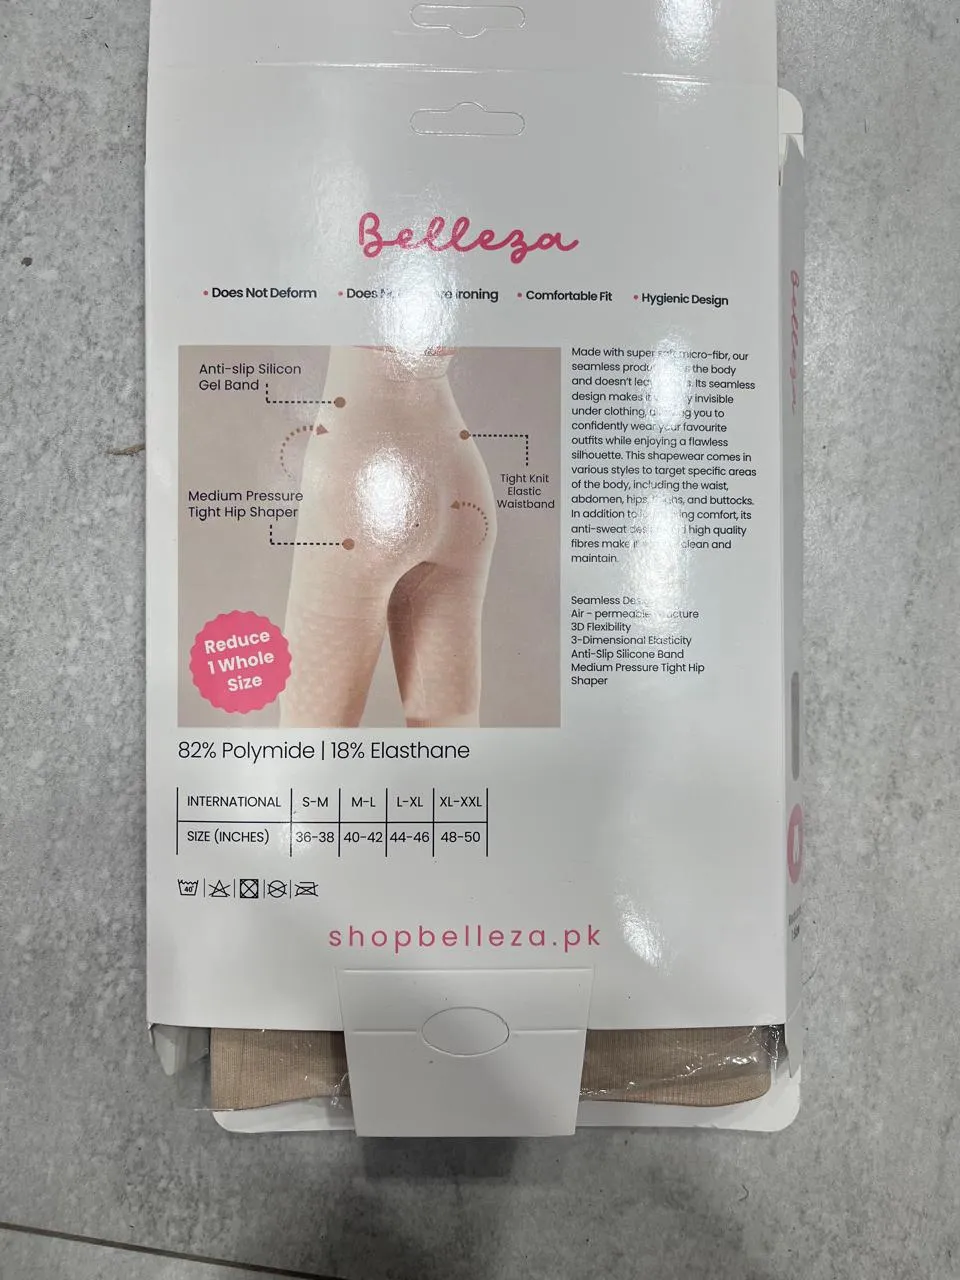 Belleza
• Does Not Deform • Does ironing • Comfortable Fit • Hygienic Design
Anti-slip Silicon
Gel Band
Medium Pressure
Tight Hip Shaper
Tight Knit
Elastic
Waistband
Reduce
1 Whole
Size
Made with super soft micro-fibr, our
seamless the body
and doesn't Its seamless
design makes invisible
under clothing, you to
confidently wear your favourite
outfits while enjoying a flawless
silhouette. This shapewear comes in
various styles to target specific areas
of the body, including the waist,
abdomen, hips, and buttocks.
In addition to comfort, its
anti-sweat high quality
fibres make clean and
maintain.
Seamless
Air - permeable
3D Flexibility
3-Dimensional Elasticity
Anti-Slip Silicone Band
Medium Pressure Tight Hip
Shaper
82% Polymide | 18% Elasthane
INTERNATIONAL S-M M-L L-XL XL-XXL
SIZE (INCHES) 36-38 40-42 44-46 48-50
40°
shopbelleza.pk
Belleza